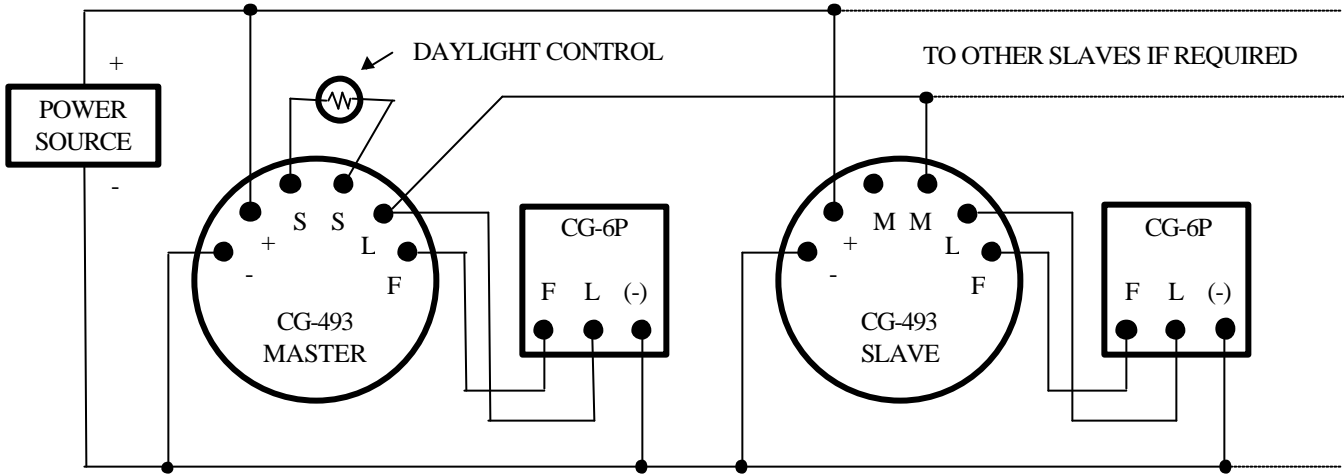 DAYLIGHT CONTROL
TO OTHER SLAVES IF REQUIRED
+
POWER
SOURCE
-
S S
+ L
- F
CG-493
MASTER
CG-6P
F L (-)
M M
+ L
- F
CG-493
SLAVE
CG-6P
F L (-)